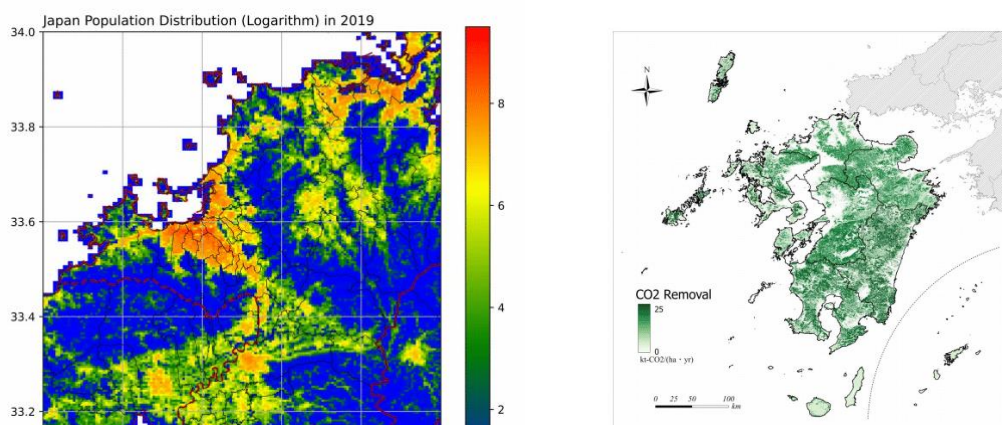 Japan Population Distribution (Logarithm) in 2019
34.0
33.8
33.6
33.4
33.2
8
6
4
2
N
CO2 Removal
25
0
kt-CO2/(ha・yr)
0 25 50 100
km